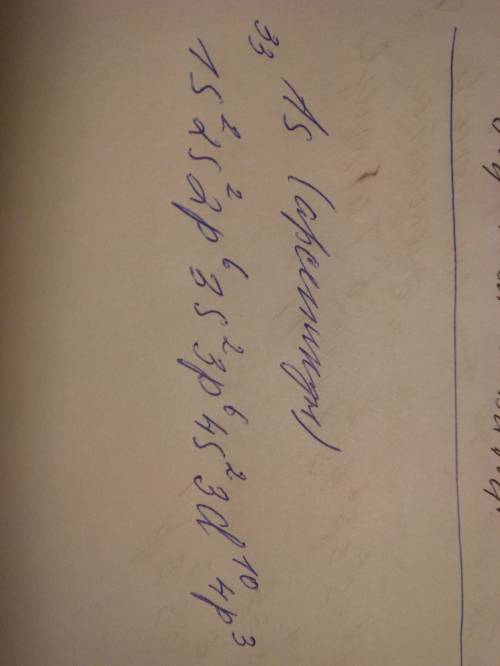 33 As (арсеникум)
1s² 2s² 2p⁶ 3s² 3p⁶ 4s² 3d¹⁰ 4p³